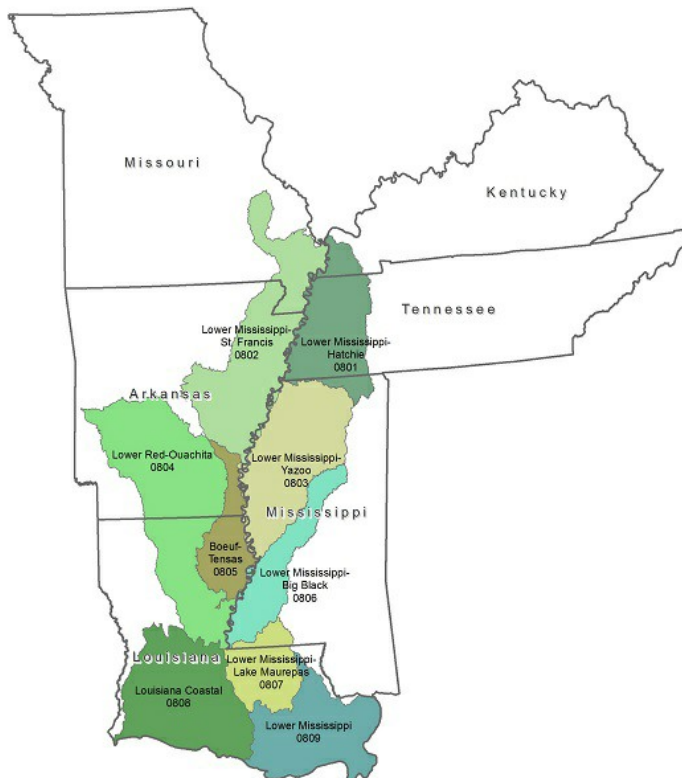 Missouri
Kentucky
Tennessee
Lower Mississippi-
St. Francis
0802
Lower Mississippi-
Hatchie
0801
Arkansas
Lower Red-Ouachita
0804
Lower Mississippi-
Yazoo
0803
Mississippi
Boeuf-
Tensas
0805
Lower Mississippi-
Big Black
0806
Louisiana
Lower Mississippi-
Lake Maurepas
0807
Louisiana Coastal
0808
Lower Mississippi
0809